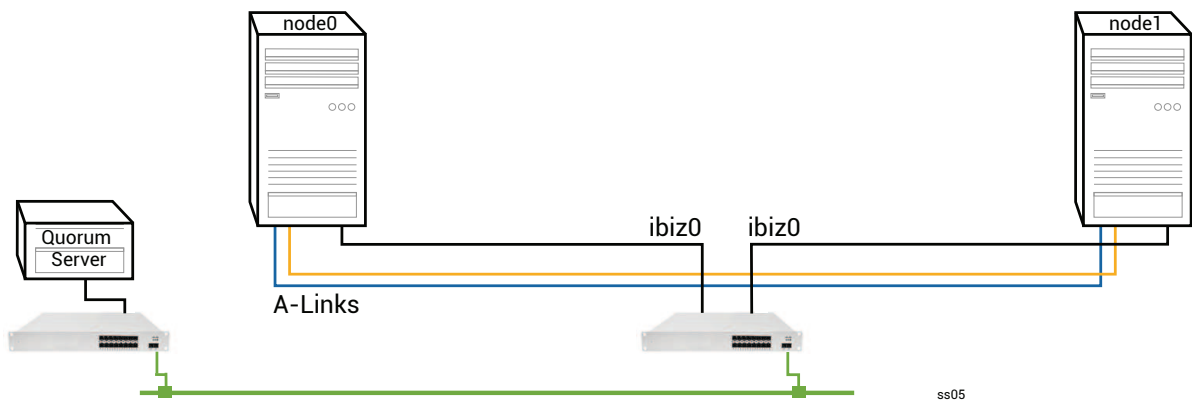 node0
node1
Quorum
Server
ibiz0
ibiz0
A-Links
ss05